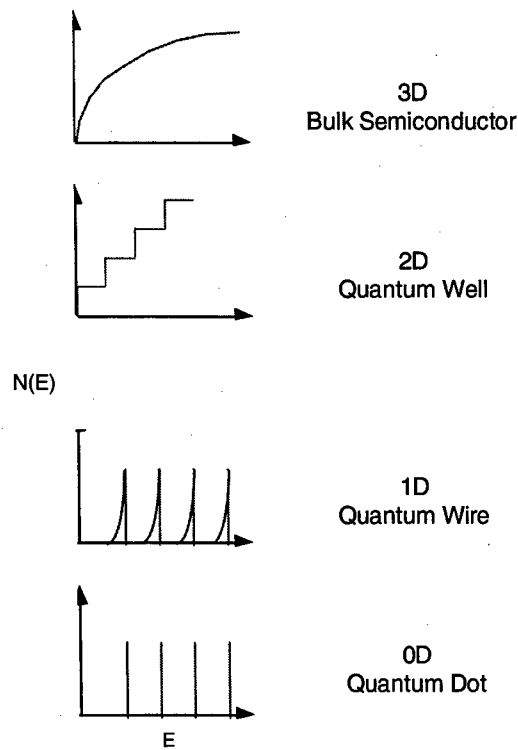 3D
Bulk Semiconductor
2D
Quantum Well
N(E)
1D
Quantum Wire
0D
Quantum Dot
E